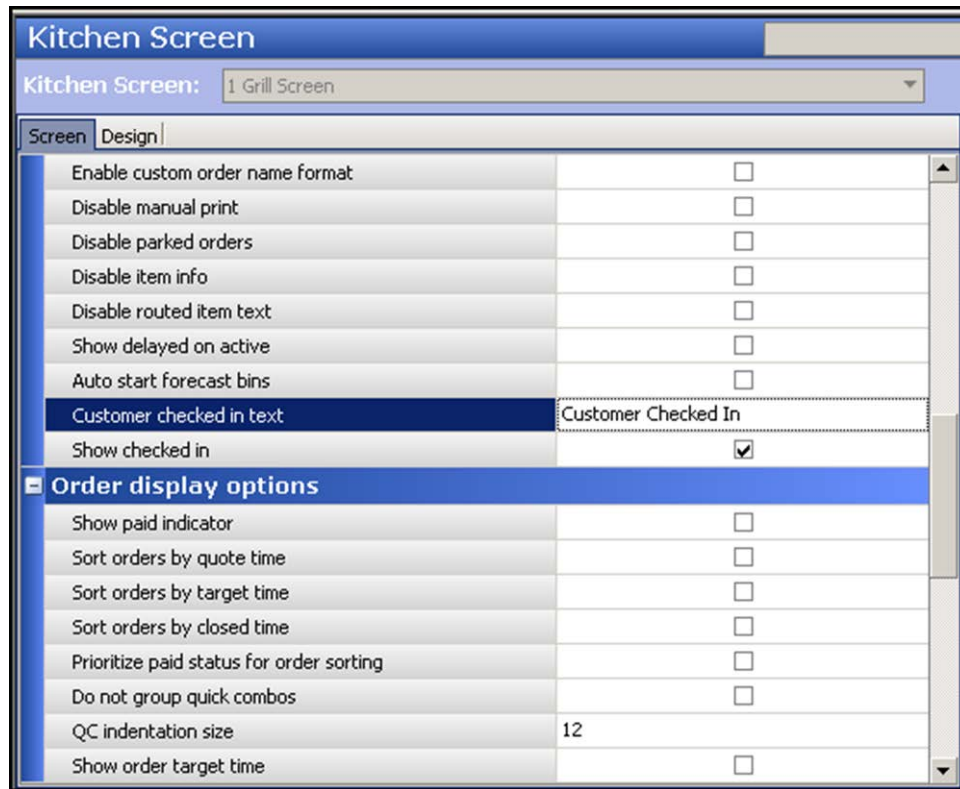 Kitchen Screen
Kitchen Screen: 1 Grill Screen
Screen Design
Enable custom order name format
Disable manual print
Disable parked orders
Disable item info
Disable routed item text
Show delayed on active
Auto start forecast bins
Customer checked in text Customer Checked In
Show checked in
Order display options
Show paid indicator
Sort orders by quote time
Sort orders by target time
Sort orders by closed time
Prioritize paid status for order sorting
Do not group quick combos
QC indentation size 12
Show order target time